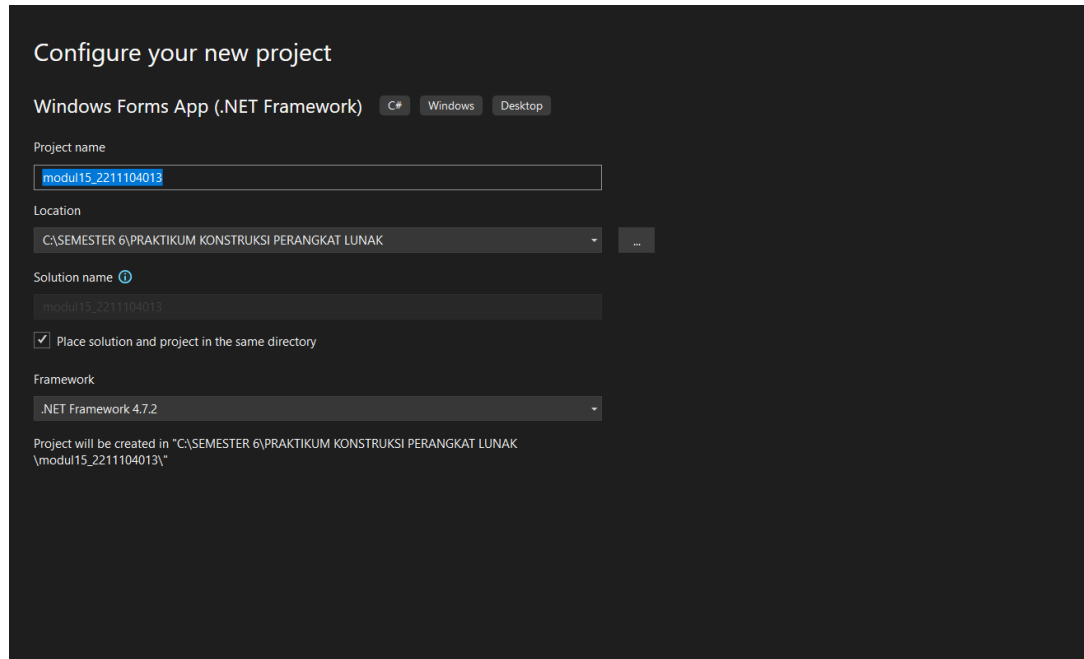 Configure your new project
Windows Forms App (.NET Framework) C# Windows Desktop
Project name
modul15_2211104013
Location
C:\SEMESTER 6\PRAKTIKUM KONSTRUKSI PERANGKAT LUNAK
...
Solution name
modul15_2211104013
Place solution and project in the same directory
Framework
.NET Framework 4.7.2
Project will be created in "C:\SEMESTER 6\PRAKTIKUM KONSTRUKSI PERANGKAT LUNAK
\modul15_2211104013\"